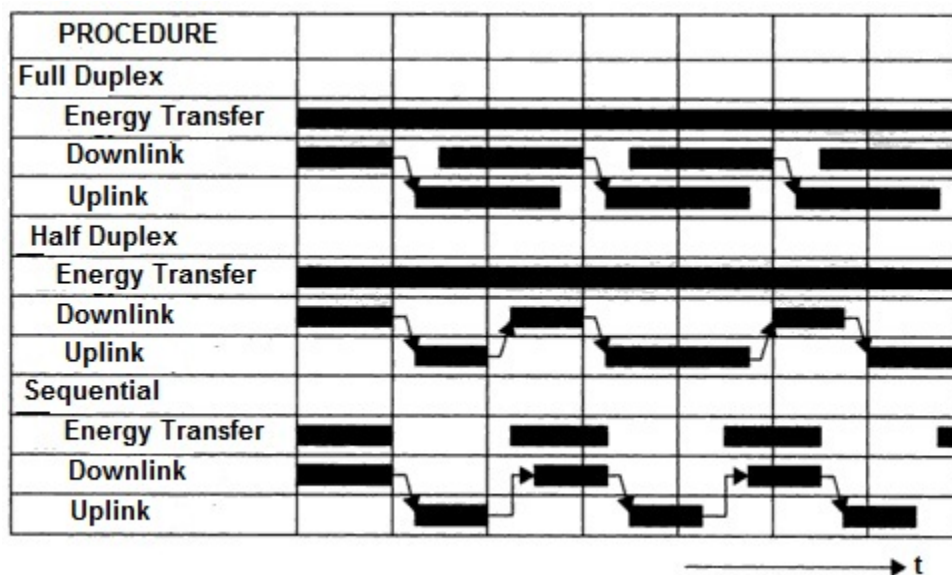 PROCEDURE
Full Duplex
Energy Transfer
Downlink
Uplink
Half Duplex
Energy Transfer
Downlink
Uplink
Sequential
Energy Transfer
Downlink
Uplink
t